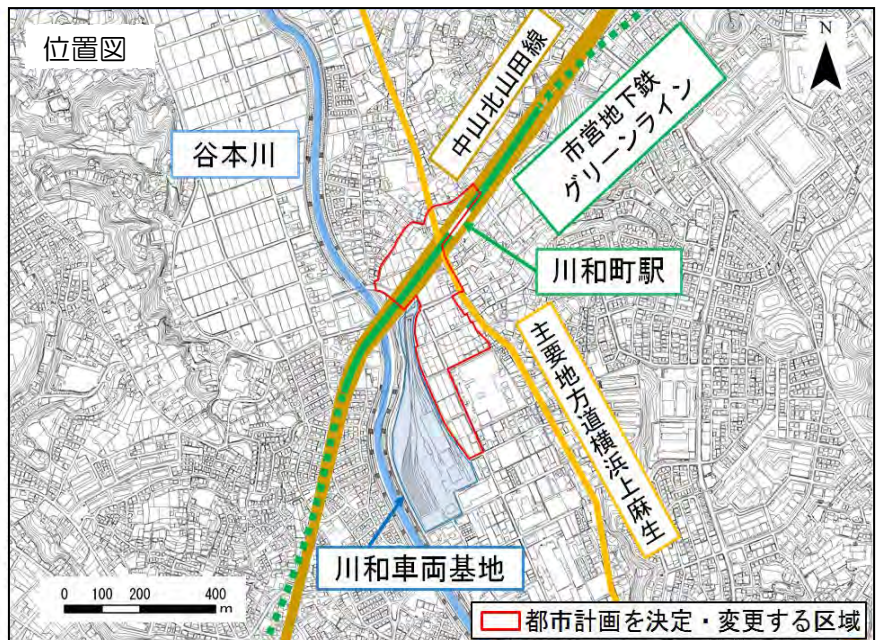 位置図
N
中山北山田線
市営地下鉄
グリーンライン
谷本川
川和町駅
主要地方道横浜上麻生
川和車両基地
0 100 200 400
m
都市計画を決定・変更する区域